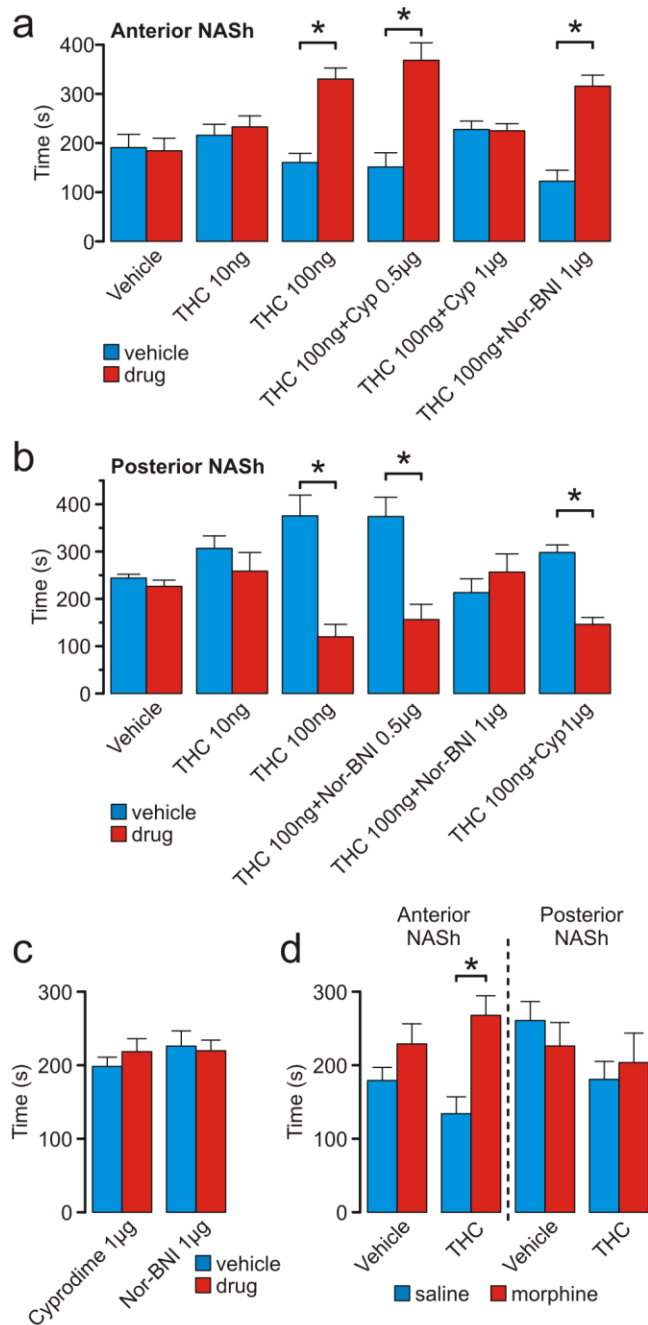 a
Anterior NASh
* * *
400
300
200
100
0
Time (s)
Vehicle
THC 10ng
THC 100ng
THC 100ng+Cyp 0.5µg
THC 100ng+Cyp 1µg
THC 100ng+Nor-BNI 1µg
vehicle
drug
b
Posterior NASh
* * *
400
300
200
100
0
Time (s)
Vehicle
THC 10ng
THC 100ng
THC 100ng+Nor-BNI 0.5µg
THC 100ng+Nor-BNI 1µg
THC 100ng+Cyp1µg
vehicle
drug
c
300
200
100
0
Time (s)
Cyprodime 1µg
Nor-BNI 1µg
vehicle
drug
d
Anterior
NASh
Posterior
NASh
*
300
200
100
0
Time (s)
Vehicle
THC
Vehicle
THC
saline
morphine